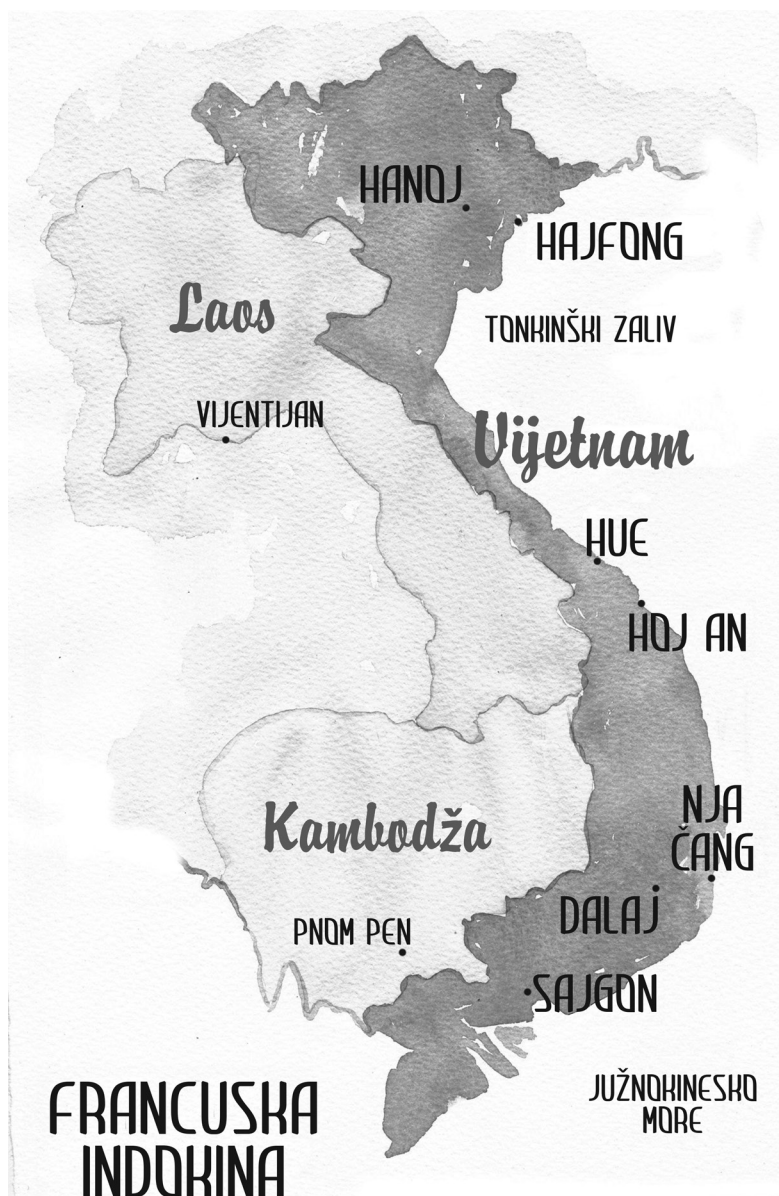 HANOJ
HAJFONG
Laos
TONKINŠKI ZALIV
VIJENTIJAN
Vijetnam
HUE
HOJ AN
NJA
ČANG
Kambodža
DALAJ
PNOM PEN
SAJGON
JUŽNOKINESKO
MORE
FRANCUSKA
INDOKINA